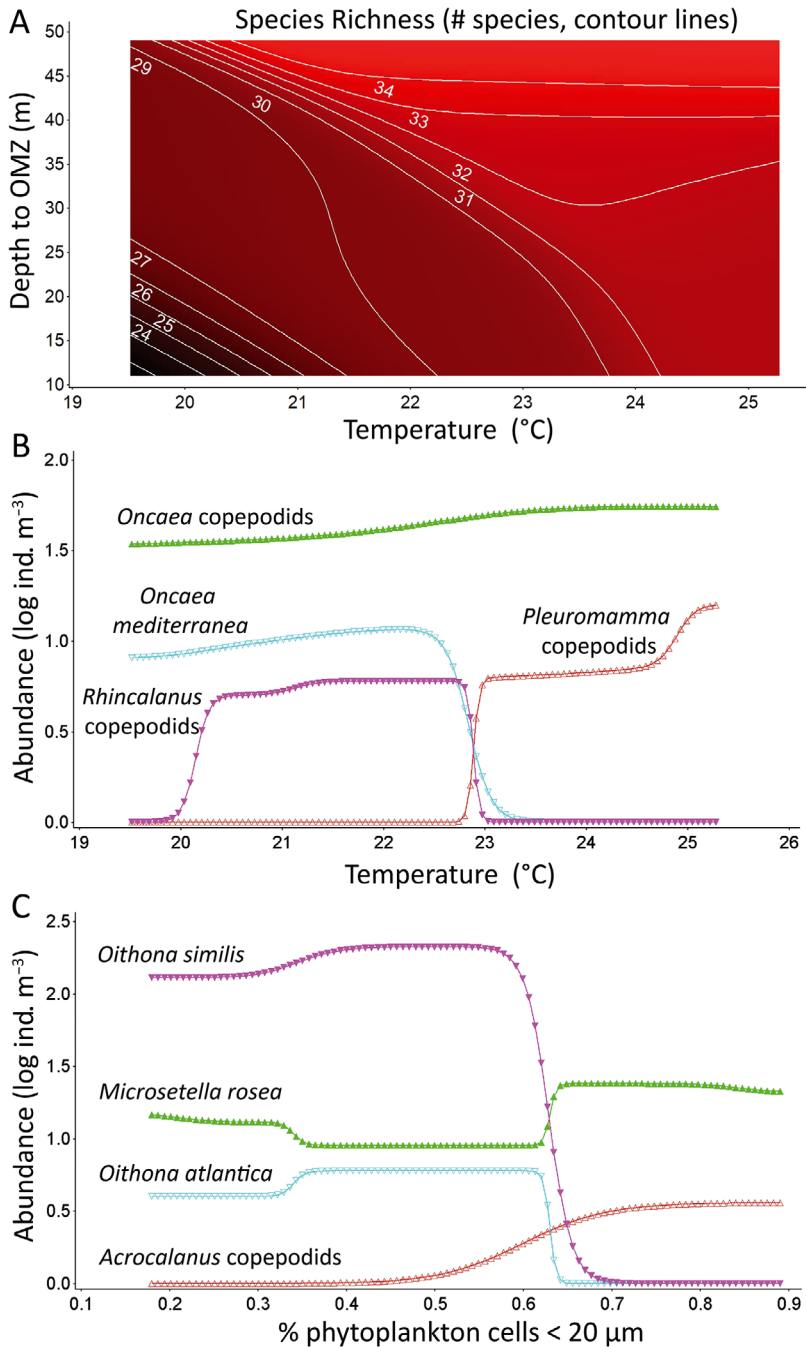 A
Species Richness (# species, contour lines)
Depth to OMZ (m)
50
45
40
35
30
25
20
15
10
29
30
34
33
32
31
27
26
25
24
19
20
21
22
23
24
25
Temperature (°C)
B
Abundance (log ind. m⁻³)
2.0
1.5
1.0
0.5
0.0
Oncaea copepodids
Oncaea
mediterranea
Pleuromamma
copepodids
Rhincalanus
copepodids
19
20
21
22
23
24
25
26
Temperature (°C)
C
Abundance (log ind. m⁻³)
2.5
2.0
1.5
1.0
0.5
0.0
Oithona similis
Microsetella rosea
Oithona atlantica
Acrocalanus copepodids
0.1
0.2
0.3
0.4
0.5
0.6
0.7
0.8
0.9
% phytoplankton cells < 20 µm